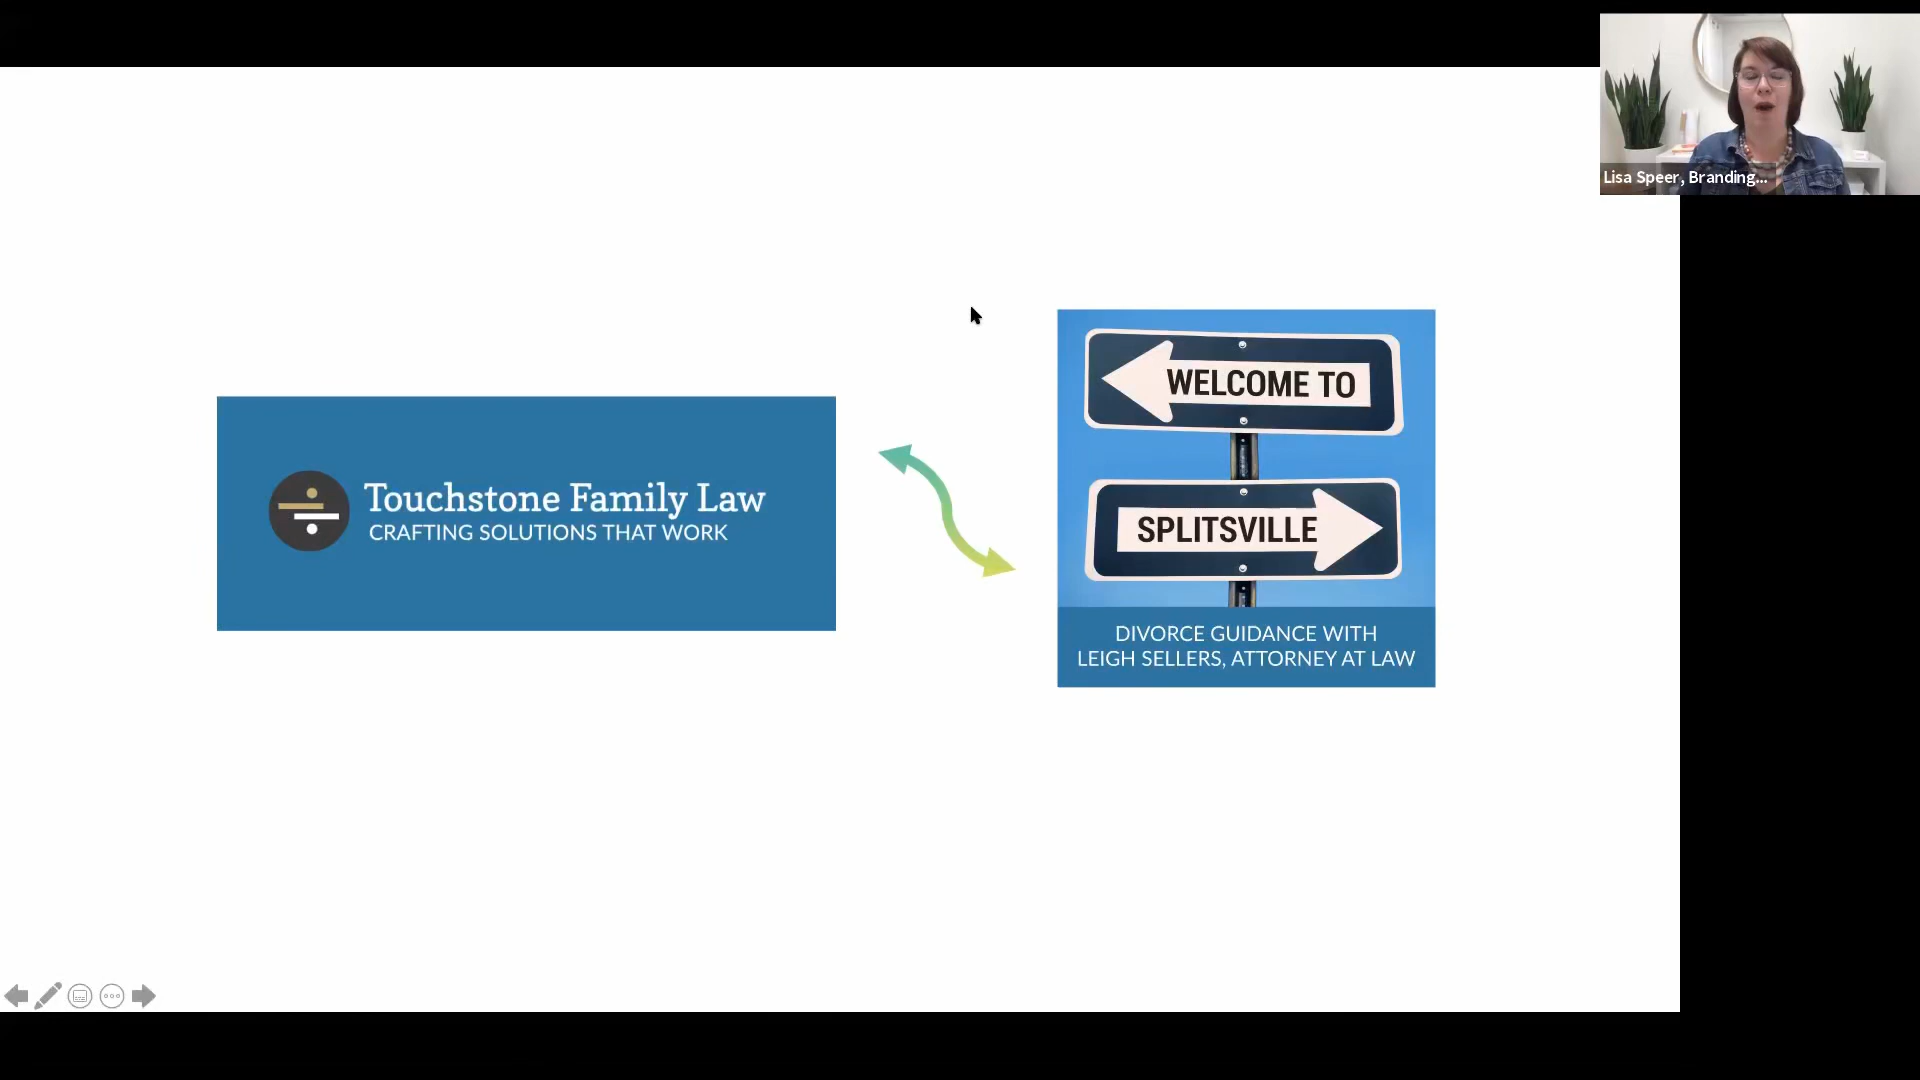 Lisa Speer, Branding...
Touchstone Family Law
CRAFTING SOLUTIONS THAT WORK
WELCOME TO
SPLITSVILLE
DIVORCE GUIDANCE WITH
LEIGH SELLERS, ATTORNEY AT LAW